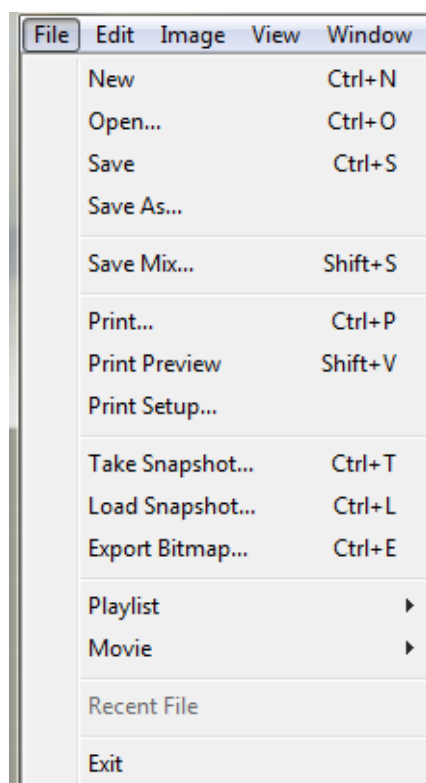 File Edit Image View Window
New Ctrl+N
Open... Ctrl+O
Save Ctrl+S
Save As...
Save Mix... Shift+S
Print... Ctrl+P
Print Preview Shift+V
Print Setup...
Take Snapshot... Ctrl+T
Load Snapshot... Ctrl+L
Export Bitmap... Ctrl+E
Playlist
Movie
Recent File
Exit